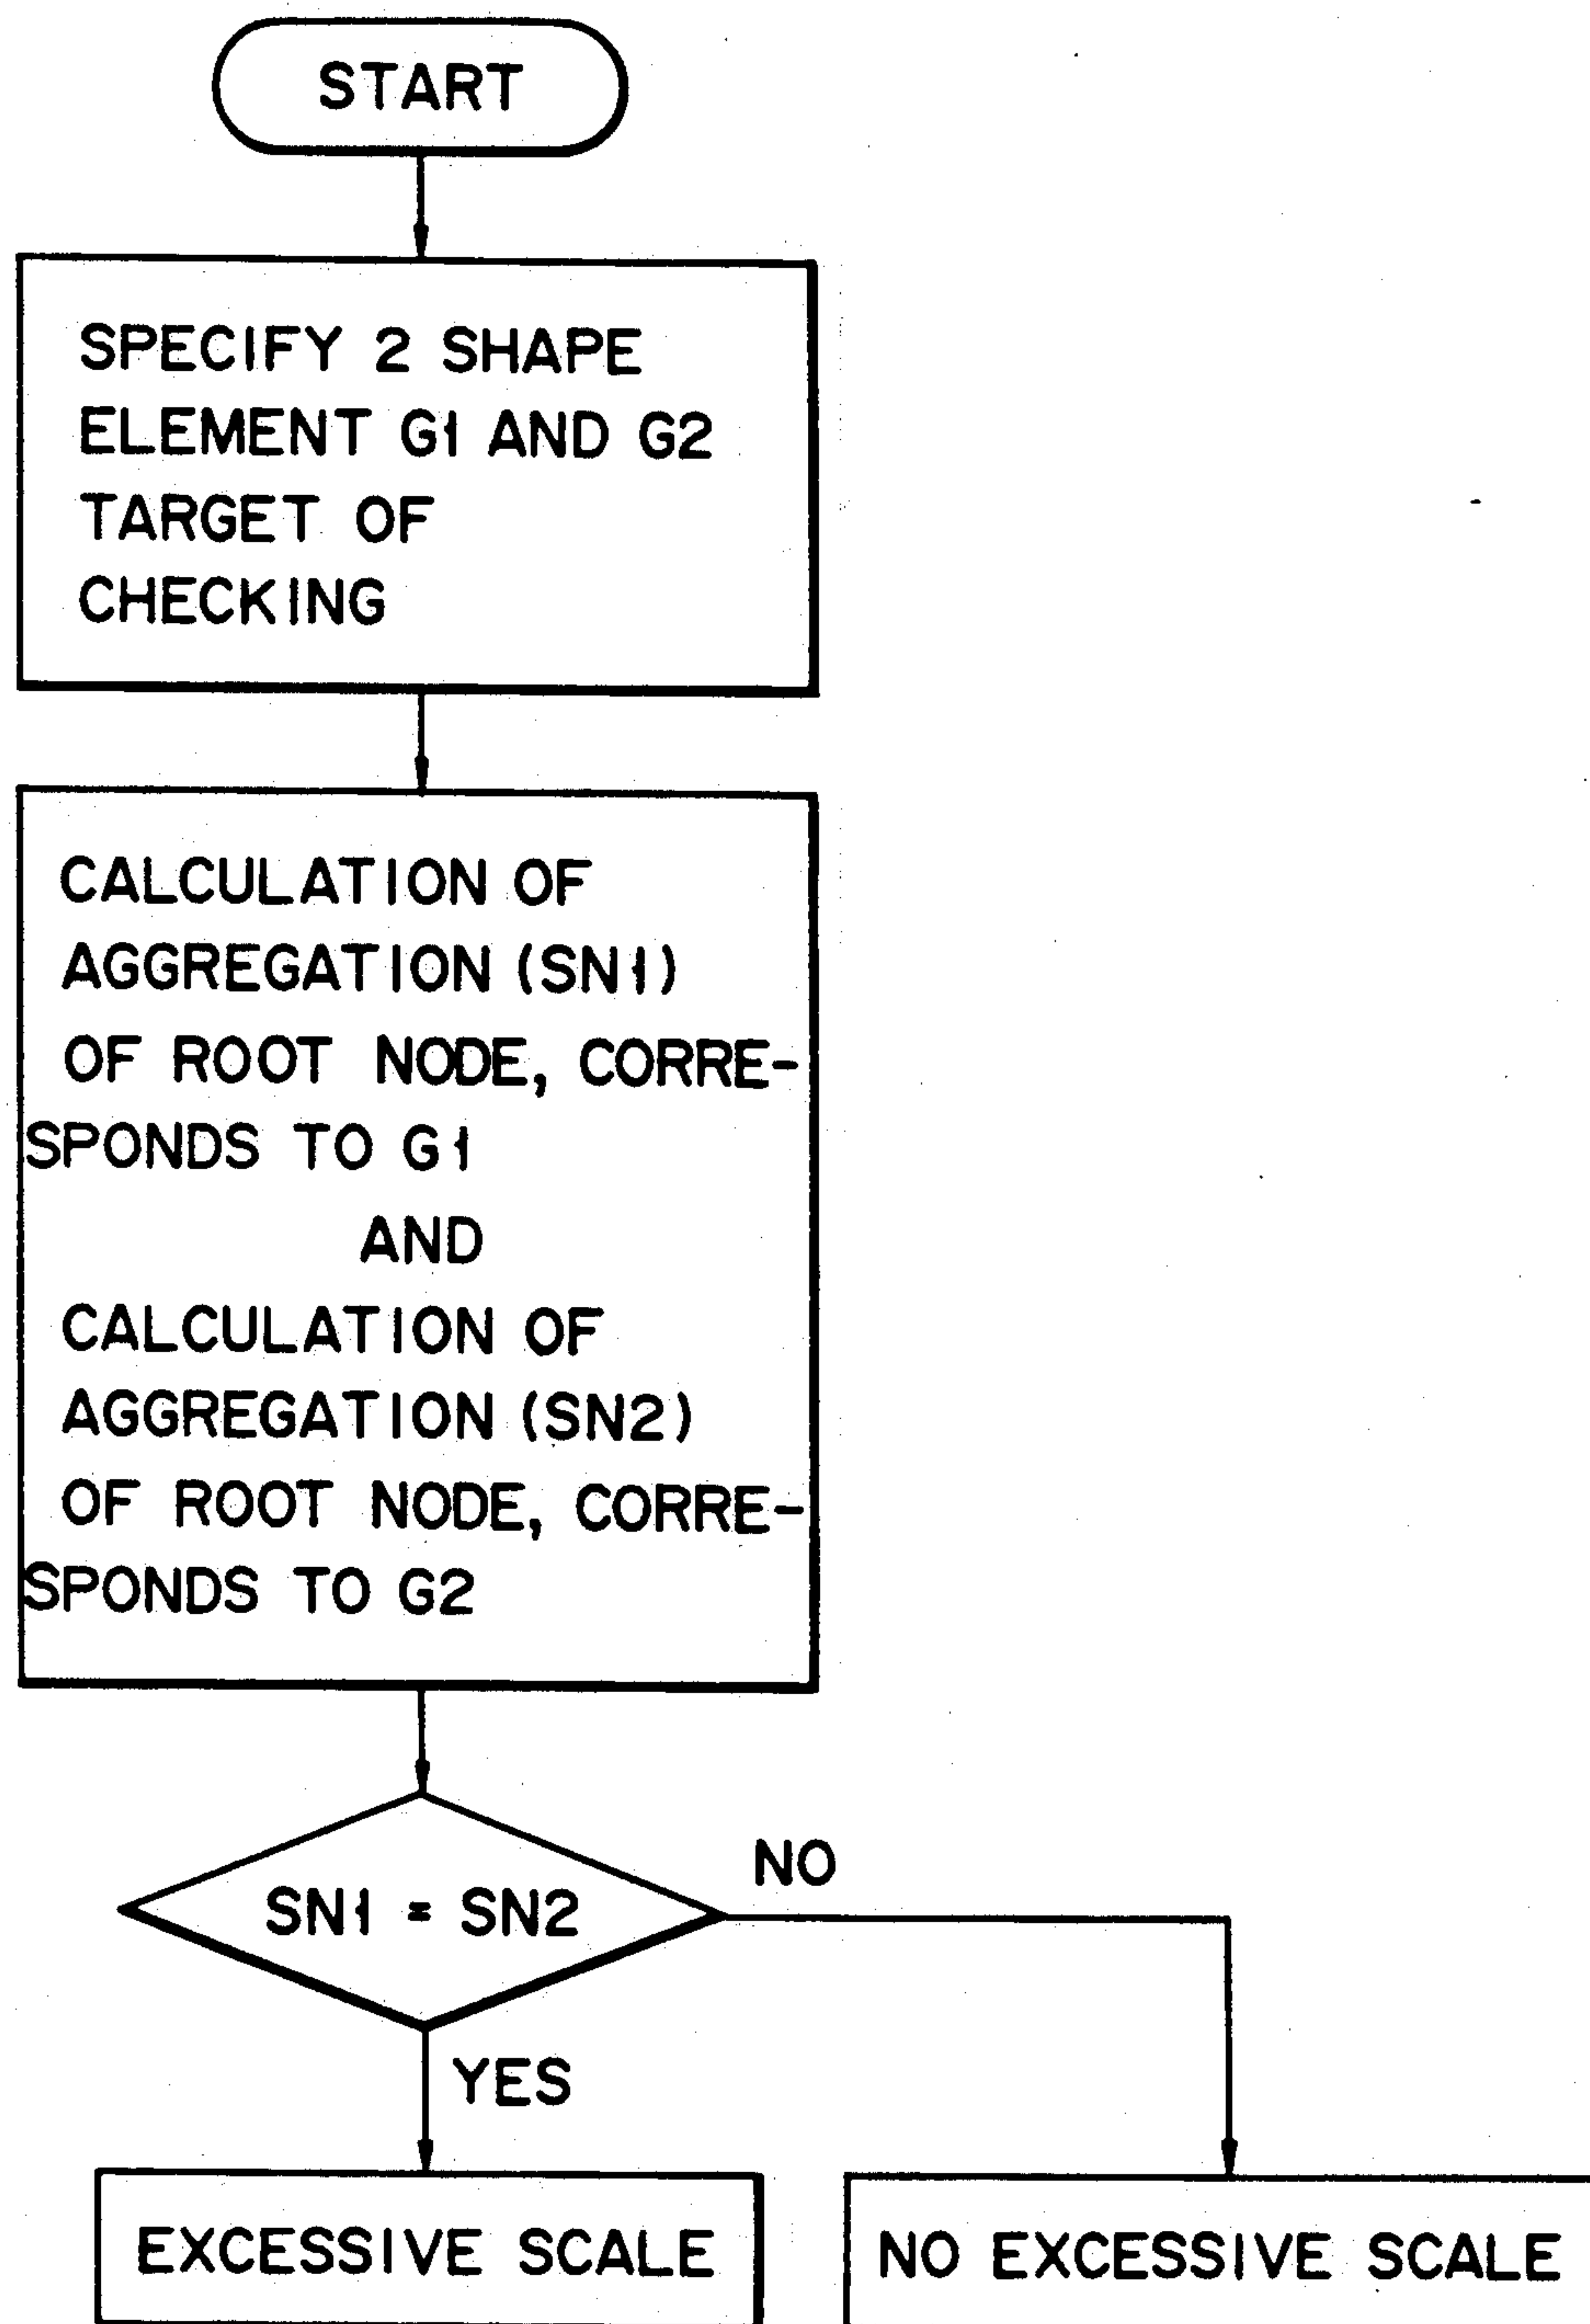 START
SPECIFY 2 SHAPE
ELEMENT G1 AND G2
TARGET OF
CHECKING
CALCULATION OF
AGGREGATION (SN1)
OF ROOT NODE, CORRE-
SPONDS TO G1
AND
CALCULATION OF
AGGREGATION (SN2)
OF ROOT NODE, CORRE-
SPONDS TO G2
SN1 = SN2
NO
YES
EXCESSIVE SCALE
NO EXCESSIVE SCALE